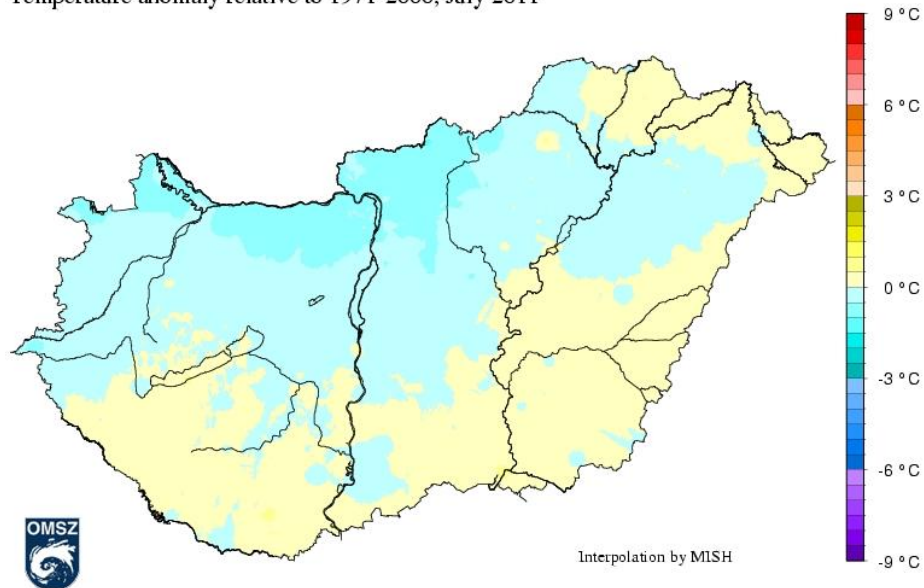 Temperature anomaly relative to 1971-2000, July 2011
9 °C
6 °C
3 °C
0 °C
-3 °C
-6 °C
-9 °C
OMSZ
Interpolation by MISH